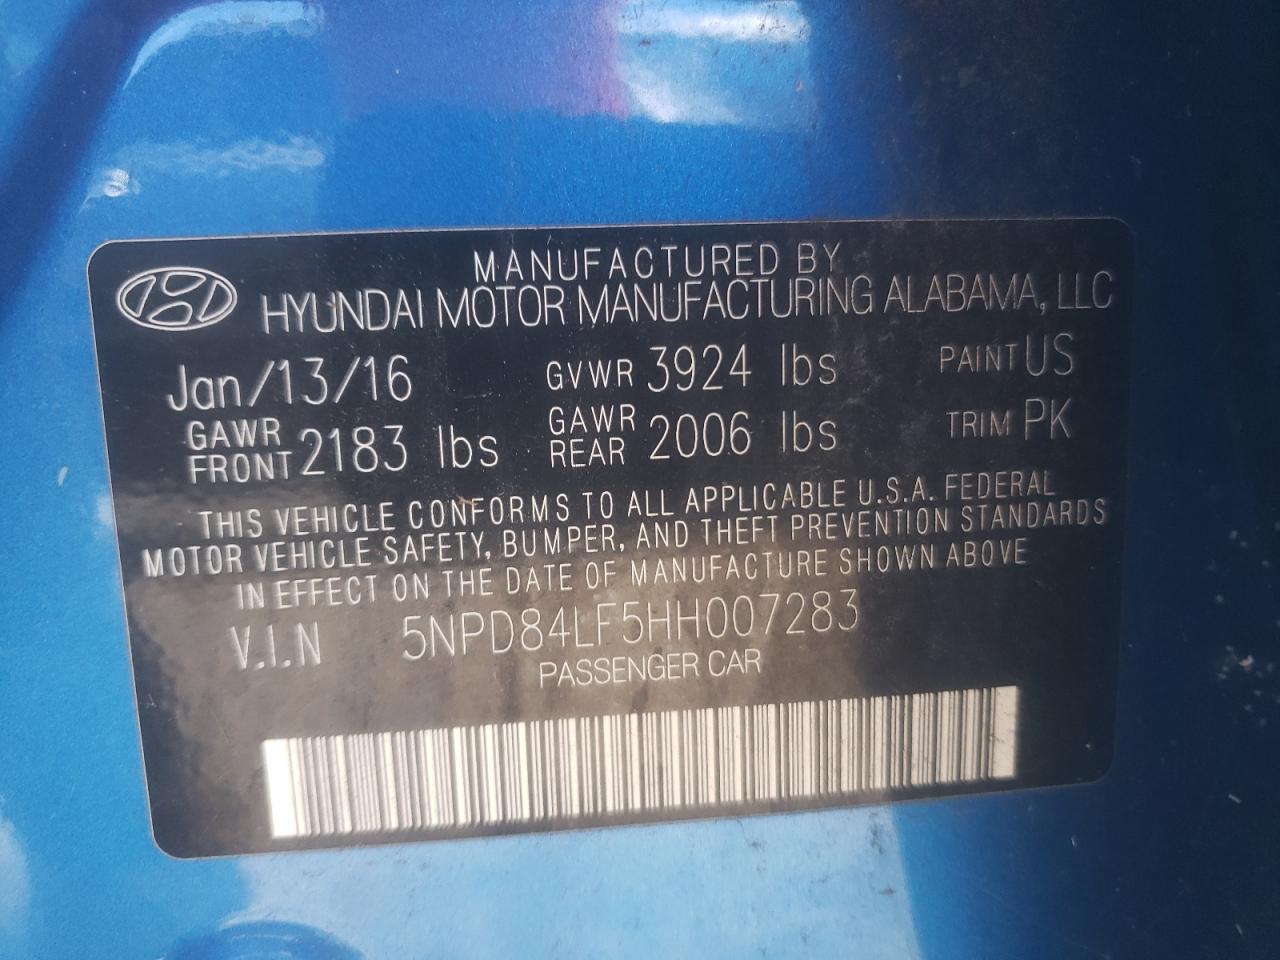 MANUFACTURED BY
HYUNDAI MOTOR MANUFACTURING ALABAMA, LLC
Jan/13/16 GVWR 3924 lbs PAINT US
GAWR FRONT 2183 lbs GAWR REAR 2006 lbs TRIM PK
THIS VEHICLE CONFORMS TO ALL APPLICABLE U.S.A. FEDERAL
MOTOR VEHICLE SAFETY, BUMPER, AND THEFT PREVENTION STANDARDS
IN EFFECT ON THE DATE OF MANUFACTURE SHOWN ABOVE
V.I.N 5NPD84LF5HH007283
PASSENGER CAR